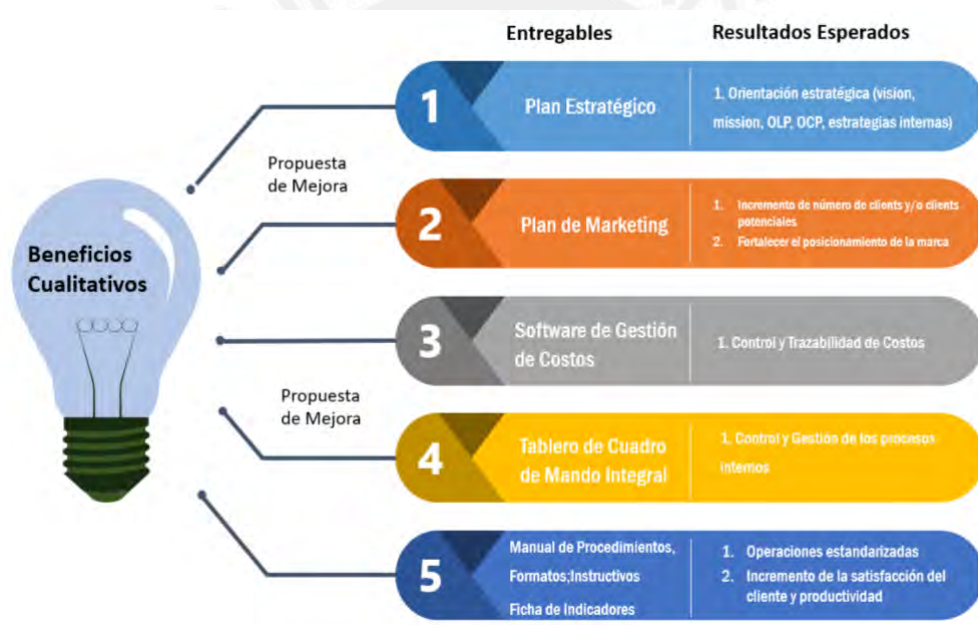 Entregables
Resultados Esperados
Beneficios
Cualitativos
Propuesta
de Mejora
Propuesta
de Mejora
1
Plan Estratégico
1. Orientación estratégica (vision,
mission, OLP, OCP, estrategias internas)
2
Plan de Marketing
1. Incremento de número de clients y/o clients
potenciales
2. Fortalecer el posicionamiento de la marca
3
Software de Gestión
de Costos
1. Control y Trazabilidad de Costos
4
Tablero de Cuadro
de Mando Integral
1. Control y Gestión de los procesos
internos
5
Manual de Procedimientos,
Formatos;Instructivos
Ficha de Indicadores
1. Operaciones estandarizadas
2. Incremento de la satisfacción del
cliente y productividad